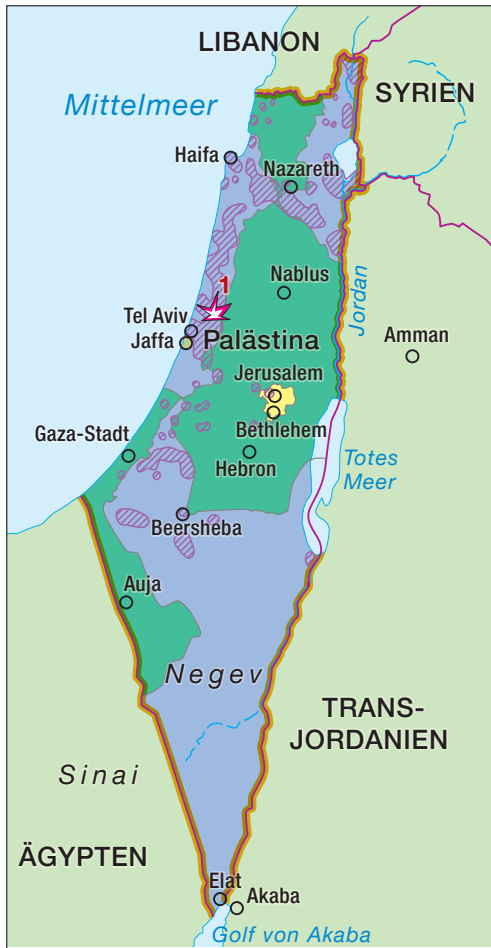 LIBANON
SYRIEN
Mittelmeer
Haifa
Nazareth
Nablus
Jordan
1
Tel Aviv
Jaffa
Palästina
Amman
Jerusalem
Bethlehem
Gaza-Stadt
Hebron
Totes
Meer
Beersheba
Auja
Negev
TRANS-
JORDANIEN
Sinai
ÄGYPTEN
Elat
Akaba
Golf von Akaba